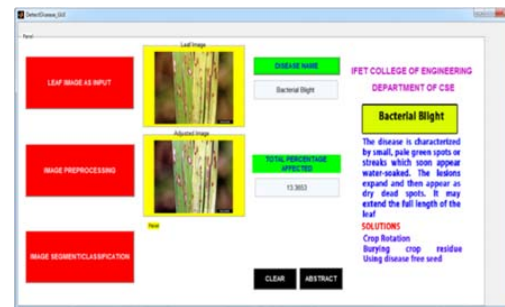 DetectDisease_GUI
Panel
LEAF IMAGE AS INPUT
IMAGE PREPROCESSING
IMAGE SEGMENT/CLASSIFICATION
Leaf Image
Adjusted Image
Panel
DISEASE NAME
Bacterial Blight
TOTAL PERCENTAGE
AFFECTED
13.3653
CLEAR
ABSTRACT
IFET COLLEGE OF ENGINEERING
DEPARTMENT OF CSE
Bacterial Blight
The disease is characterized
by small, pale green spots or
streaks which soon appear
water-soaked. The lesions
expand and then appear as
dry dead spots. It may
extend the full length of the
leaf
SOLUTIONS
Crop Rotation
Burying crop residue
Using disease free seed